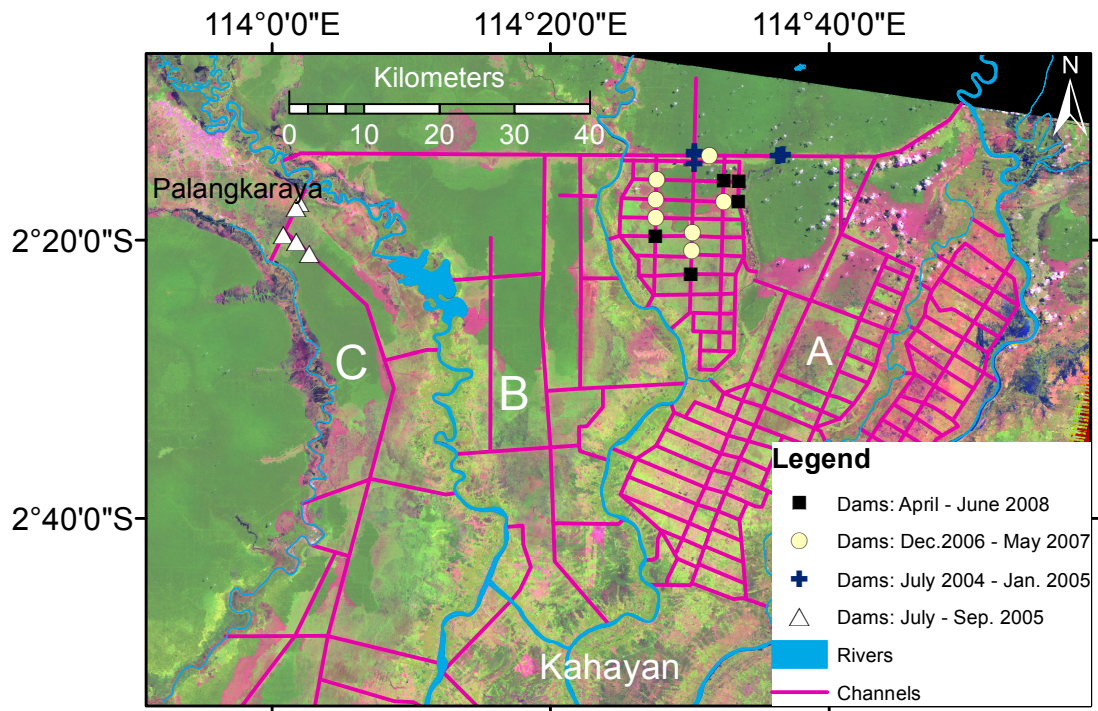 114°0'0"E 114°20'0"E 114°40'0"E
Kilometers
0 10 20 30 40
N
Palangkaraya
2°20'0"S
A
C
B
2°40'0"S
Legend
Dams: April - June 2008
Dams: Dec.2006 - May 2007
Dams: July 2004 - Jan. 2005
Dams: July - Sep. 2005
Rivers
Channels
Kahayan